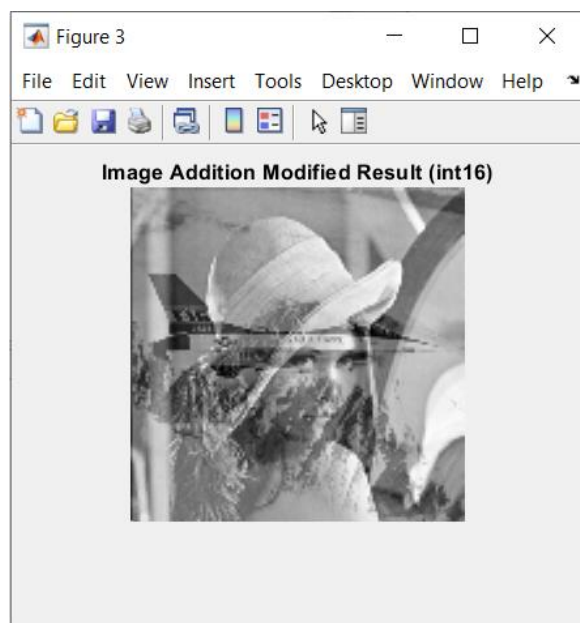 Figure 3
File Edit View Insert Tools Desktop Window Help
Image Addition Modified Result (int16)